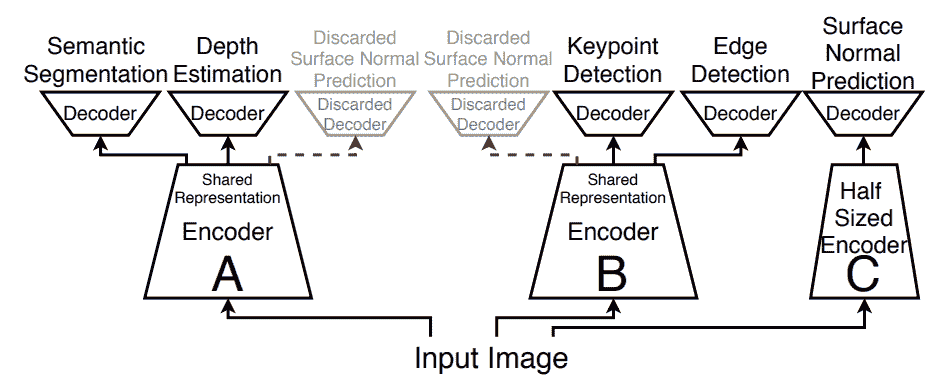 Semantic
Segmentation
Depth
Estimation
Discarded
Surface Normal
Prediction
Discarded
Surface Normal
Prediction
Keypoint
Detection
Edge
Detection
Surface
Normal
Prediction
Decoder
Decoder
Discarded
Decoder
Discarded
Decoder
Decoder
Decoder
Decoder
Shared
Representation
Encoder
A
Shared
Representation
Encoder
B
Half
Sized
Encoder
C
Input Image